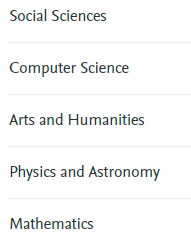 Social Sciences
Computer Science
Arts and Humanities
Physics and Astronomy
Mathematics